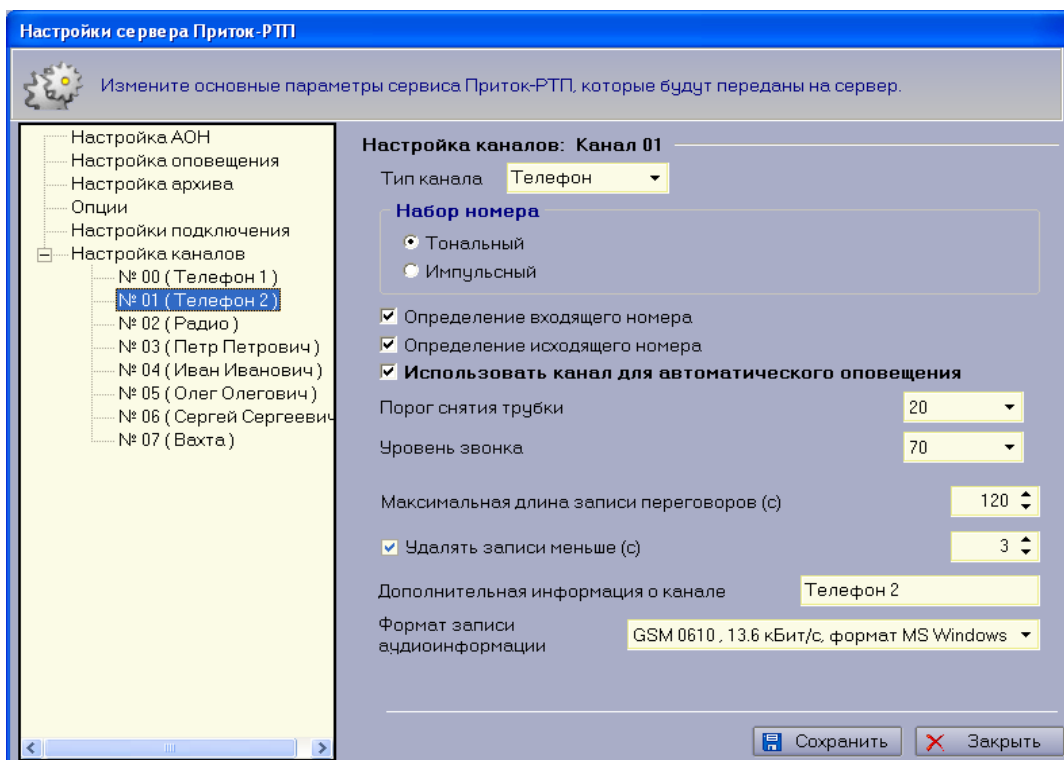 Настройки сервера Приток-РТП
Измените основные параметры сервиса Приток-РТП, которые будут переданы на сервер.
Настройка АОН
Настройка оповещения
Настройка архива
Опции
Настройки подключения
Настройка каналов
№ 00 ( Телефон 1 )
№ 01 ( Телефон 2 )
№ 02 ( Радио )
№ 03 ( Петр Петрович )
№ 04 ( Иван Иванович )
№ 05 ( Олег Олегович )
№ 06 ( Сергей Сергеевич
№ 07 ( Вахта )
Настройка каналов: Канал 01
Тип канала Телефон
Набор номера
Тональный
Импульсный
Определение входящего номера
Определение исходящего номера
Использовать канал для автоматического оповещения
Порог снятия трубки 20
Уровень звонка 70
Максимальная длина записи переговоров (с) 120
Удалять записи меньше (с) 3
Дополнительная информация о канале Телефон 2
Формат записи
аудиоинформации
GSM 0610 , 13.6 кБит/с, формат MS Windows
Сохранить Закрыть